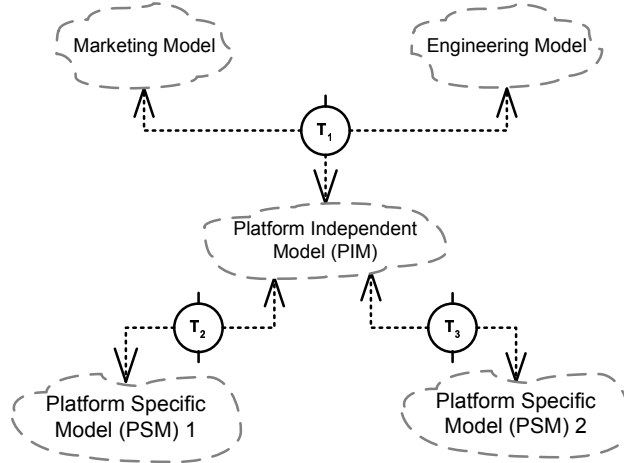 Marketing Model
Engineering Model
T1
Platform Independent
Model (PIM)
T2
T3
Platform Specific
Model (PSM) 1
Platform Specific
Model (PSM) 2